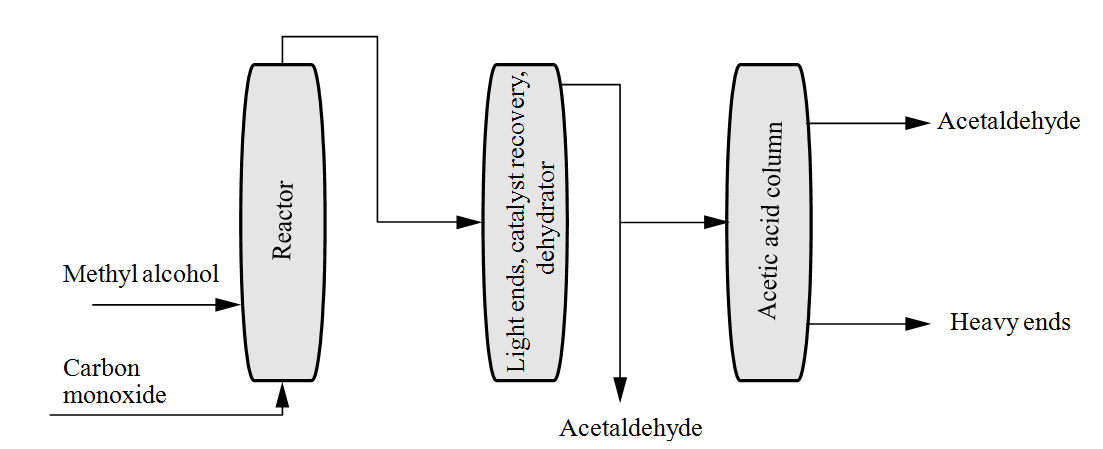 Reactor
Light ends, catalyst recovery,
dehydrator
Acetic acid column
Acetaldehyde
Methyl alcohol
Heavy ends
Carbon
monoxide
Acetaldehyde